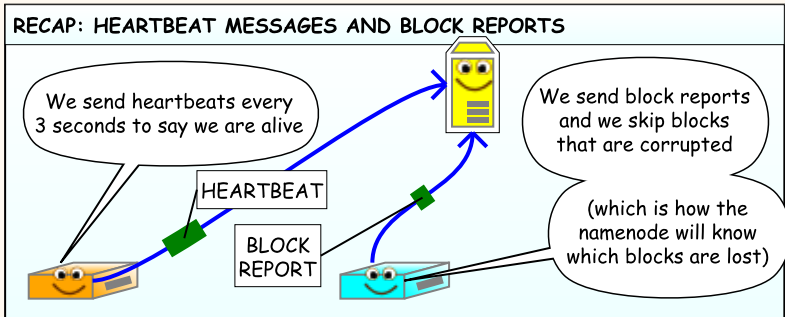 RECAP: HEARTBEAT MESSAGES AND BLOCK REPORTS
We send heartbeats every
3 seconds to say we are alive
We send block reports
and we skip blocks
that are corrupted
HEARTBEAT
(which is how the
namenode will know
which blocks are lost)
BLOCK
REPORT